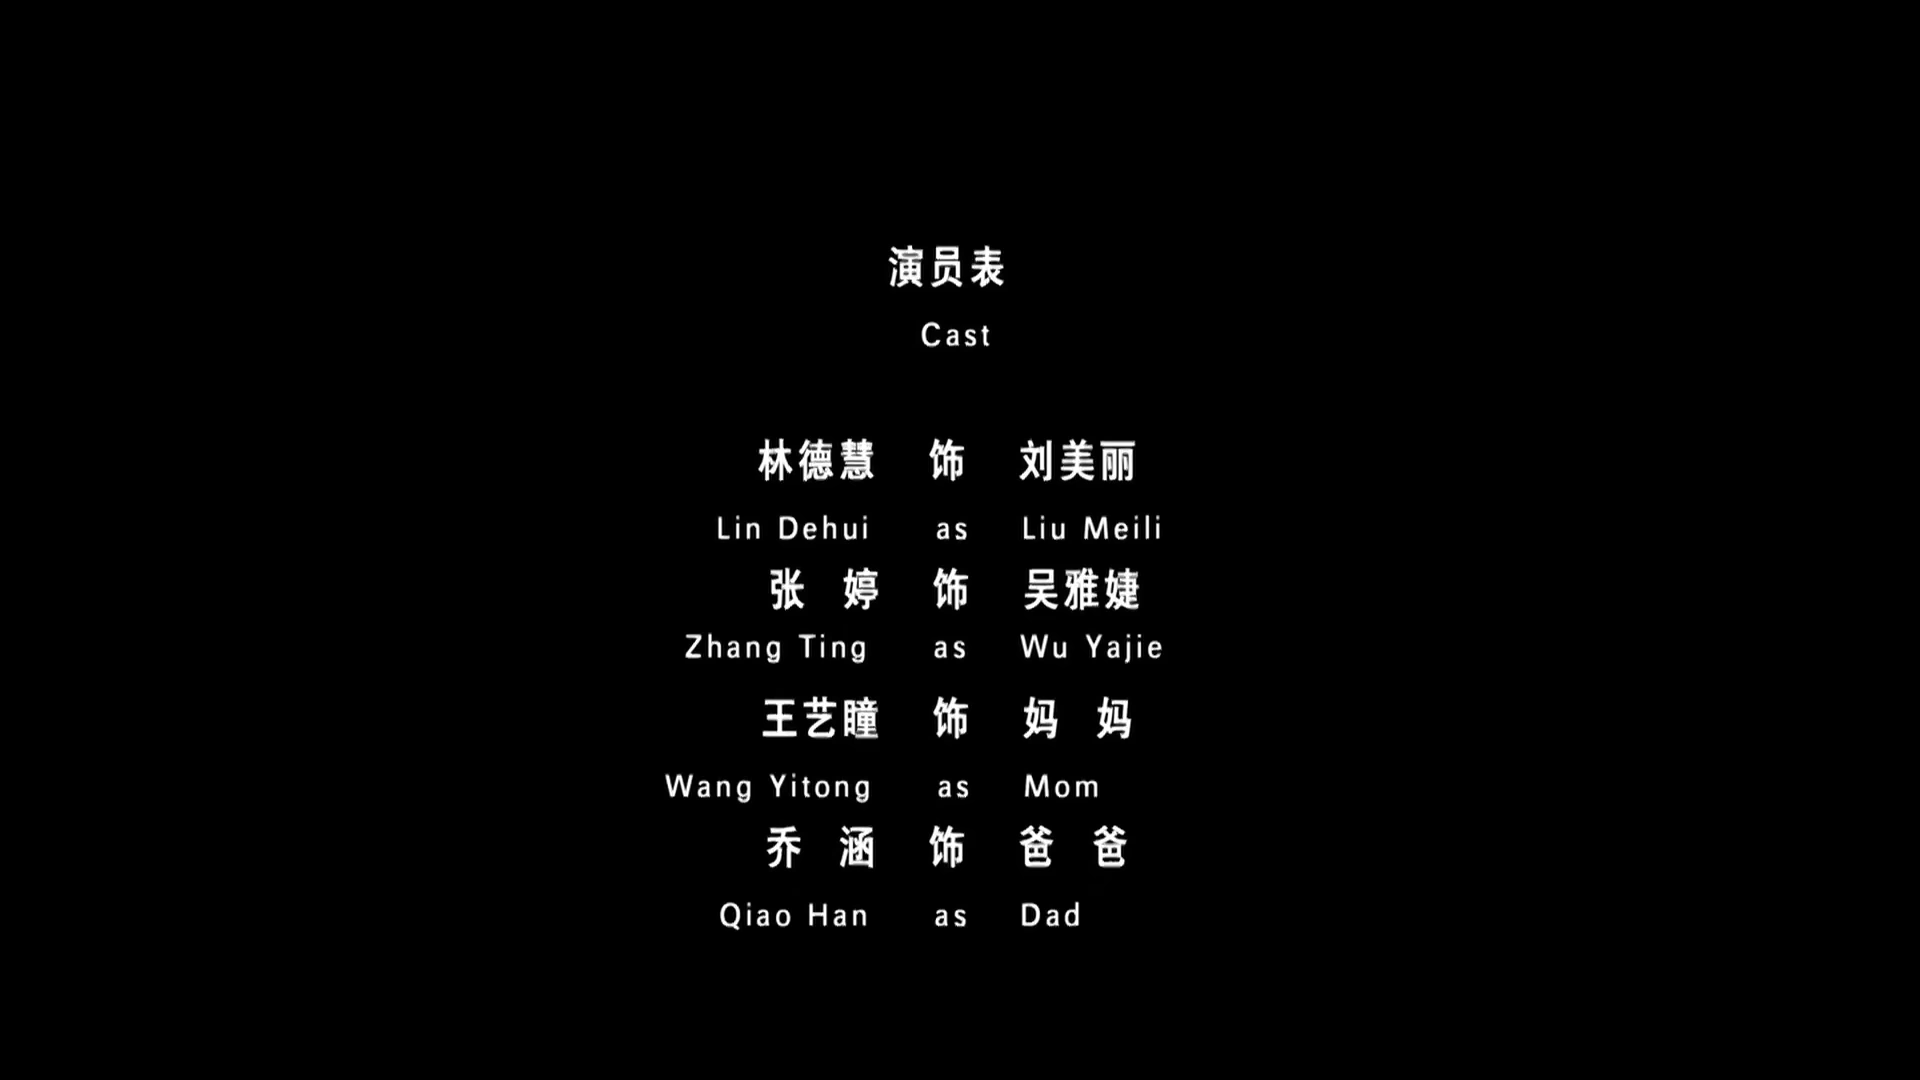 演员表
Cast
林德慧 饰 刘美丽
Lin Dehui as Liu Meili
张 婷 饰 吴雅婕
Zhang Ting as Wu Yajie
王艺瞳 饰 妈 妈
Wang Yitong as Mom
乔 涵 饰 爸 爸
Qiao Han as Dad